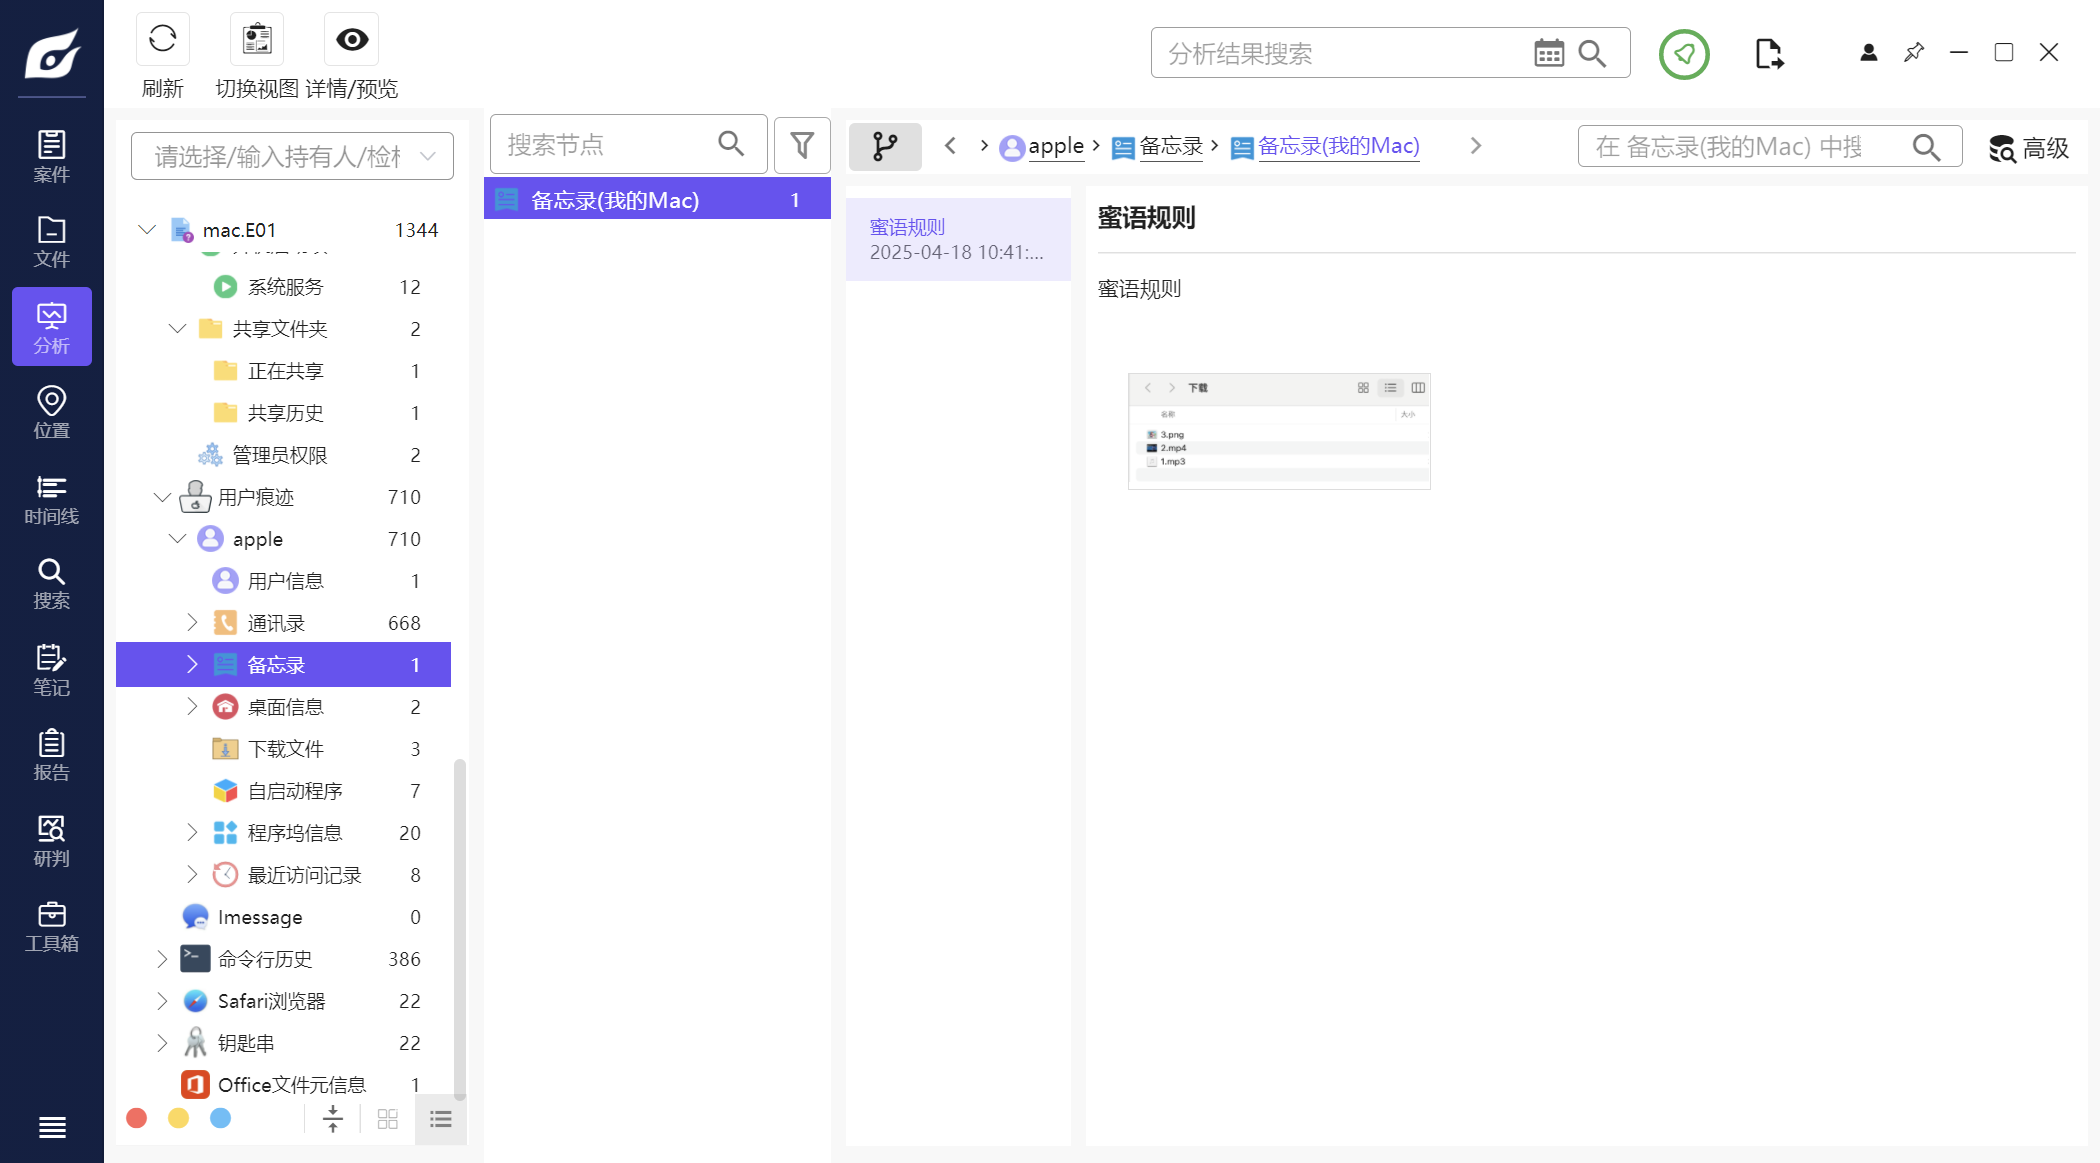 刷新
切换视图
详情/预览
分析结果搜索
案件
文件
分析
位置
时间线
搜索
笔记
报告
研判
工具箱
请选择/输入持有人/检材
mac.E01 1344
系统服务 12
共享文件夹 2
正在共享 1
共享历史 1
管理员权限 2
用户痕迹 710
apple 710
用户信息 1
通讯录 668
备忘录 1
桌面信息 2
下载文件 3
自启动程序 7
程序坞信息 20
最近访问记录 8
Imessage 0
命令行历史 386
Safari浏览器 22
钥匙串 22
Office文件元信息 1
搜索节点
备忘录(我的Mac) 1
apple
备忘录
备忘录(我的Mac)
在 备忘录(我的Mac) 中搜
高级
蜜语规则
2025-04-18 10:41:...
蜜语规则
蜜语规则
下载
名称 大小
3.png
2.mp4
1.mp3